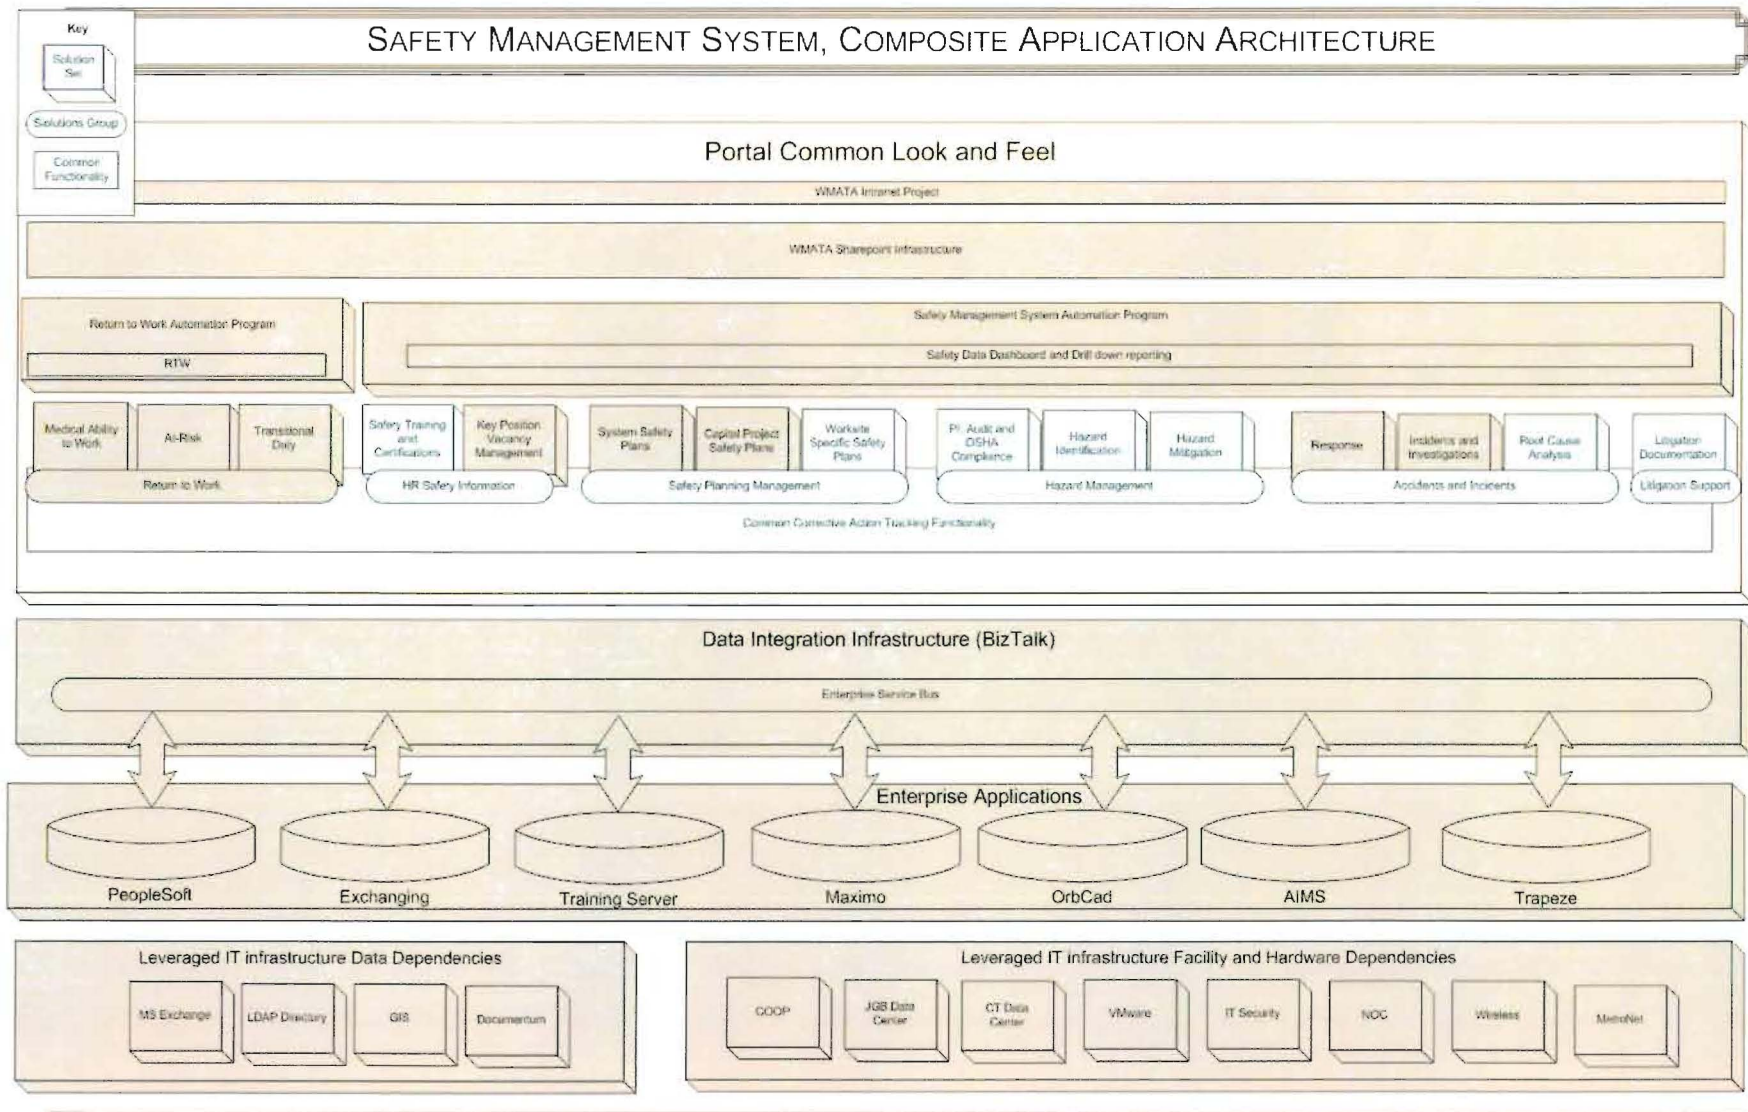 Key
Solution
Set
Solutions Group
Common
Functionality
SAFETY MANAGEMENT SYSTEM, COMPOSITE APPLICATION ARCHITECTURE
Portal Common Look and Feel
WMATA Intranet Project
WMATA Sharepoint Infrastructure
Return to Work Automation Program
RTW
Safety Management System Automation Program
Safety Data Dashboard and Drill down reporting
Medical Ability
to Work
At-Risk
Transitional
Duty
Return to Work
Safety Training
and
Certifications
Key Position
Vacancy
Management
HR Safety Information
System Safety
Plans
Capital Project
Safety Plans
Worksite
Specific Safety
Plans
Safety Planning Management
Audit and
OSHA
Compliance
Hazard
Identification
Hazard
Mitigation
Hazard Management
Response
Incidents and
Investigations
Root Cause
Analysis
Accidents and Incidents
Litigation
Documentation
Litigation Support
Common Corrective Action Tracking Functionality
Data Integration Infrastructure (BizTalk)
Enterprise Service Bus
Enterprise Applications
PeopleSoft
Exchanging
Training Server
Maximo
OrbCad
AIMS
Trapeze
Leveraged IT infrastructure Data Dependencies
MS Exchange
LDAP Directory
GIS
Documentum
Leveraged IT infrastructure Facility and Hardware Dependencies
COOP
JGB Data
Center
CT Data
Center
VMware
IT Security
NOC
Wireless
MetroNet